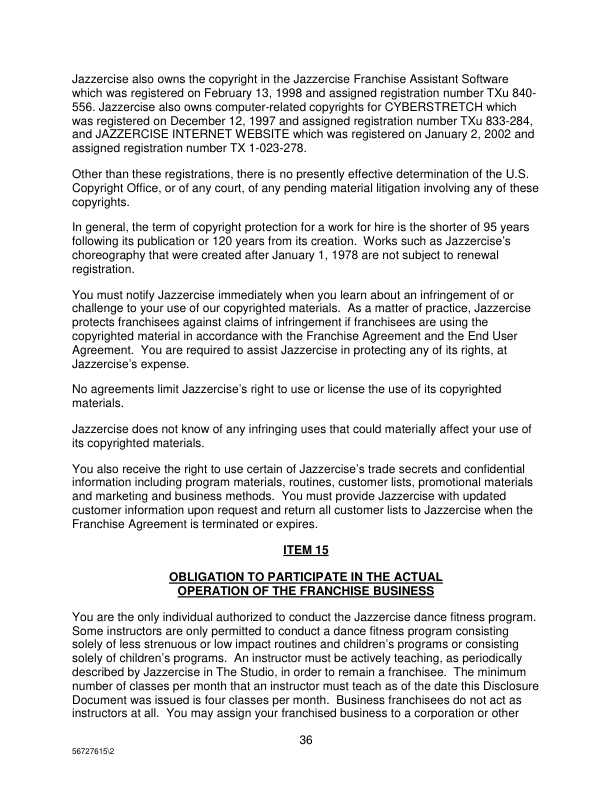 Jazzercise also owns the copyright in the Jazzercise Franchise Assistant Software
which was registered on February 13, 1998 and assigned registration number TXu 840-
556. Jazzercise also owns computer-related copyrights for CYBERSTRETCH which
was registered on December 12, 1997 and assigned registration number TXu 833-284,
and JAZZERCISE INTERNET WEBSITE which was registered on January 2, 2002 and
assigned registration number TX 1-023-278.
Other than these registrations, there is no presently effective determination of the U.S.
Copyright Office, or of any court, of any pending material litigation involving any of these
copyrights.
In general, the term of copyright protection for a work for hire is the shorter of 95 years
following its publication or 120 years from its creation. Works such as Jazzercise's
choreography that were created after January 1, 1978 are not subject to renewal
registration.
You must notify Jazzercise immediately when you learn about an infringement of or
challenge to your use of our copyrighted materials. As a matter of practice, Jazzercise
protects franchisees against claims of infringement if franchisees are using the
copyrighted material in accordance with the Franchise Agreement and the End User
Agreement. You are required to assist Jazzercise in protecting any of its rights, at
Jazzercise's expense.
No agreements limit Jazzercise's right to use or license the use of its copyrighted
materials.
Jazzercise does not know of any infringing uses that could materially affect your use of
its copyrighted materials.
You also receive the right to use certain of Jazzercise's trade secrets and confidential
information including program materials, routines, customer lists, promotional materials
and marketing and business methods. You must provide Jazzercise with updated
customer information upon request and return all customer lists to Jazzercise when the
Franchise Agreement is terminated or expires.
ITEM 15
OBLIGATION TO PARTICIPATE IN THE ACTUAL
OPERATION OF THE FRANCHISE BUSINESS
You are the only individual authorized to conduct the Jazzercise dance fitness program.
Some instructors are only permitted to conduct a dance fitness program consisting
solely of less strenuous or low impact routines and children's programs or consisting
solely of children's programs. An instructor must be actively teaching, as periodically
described by Jazzercise in The Studio, in order to remain a franchisee. The minimum
number of classes per month that an instructor must teach as of the date this Disclosure
Document was issued is four classes per month. Business franchisees do not act as
instructors at all. You may assign your franchised business to a corporation or other
36
56727615\2